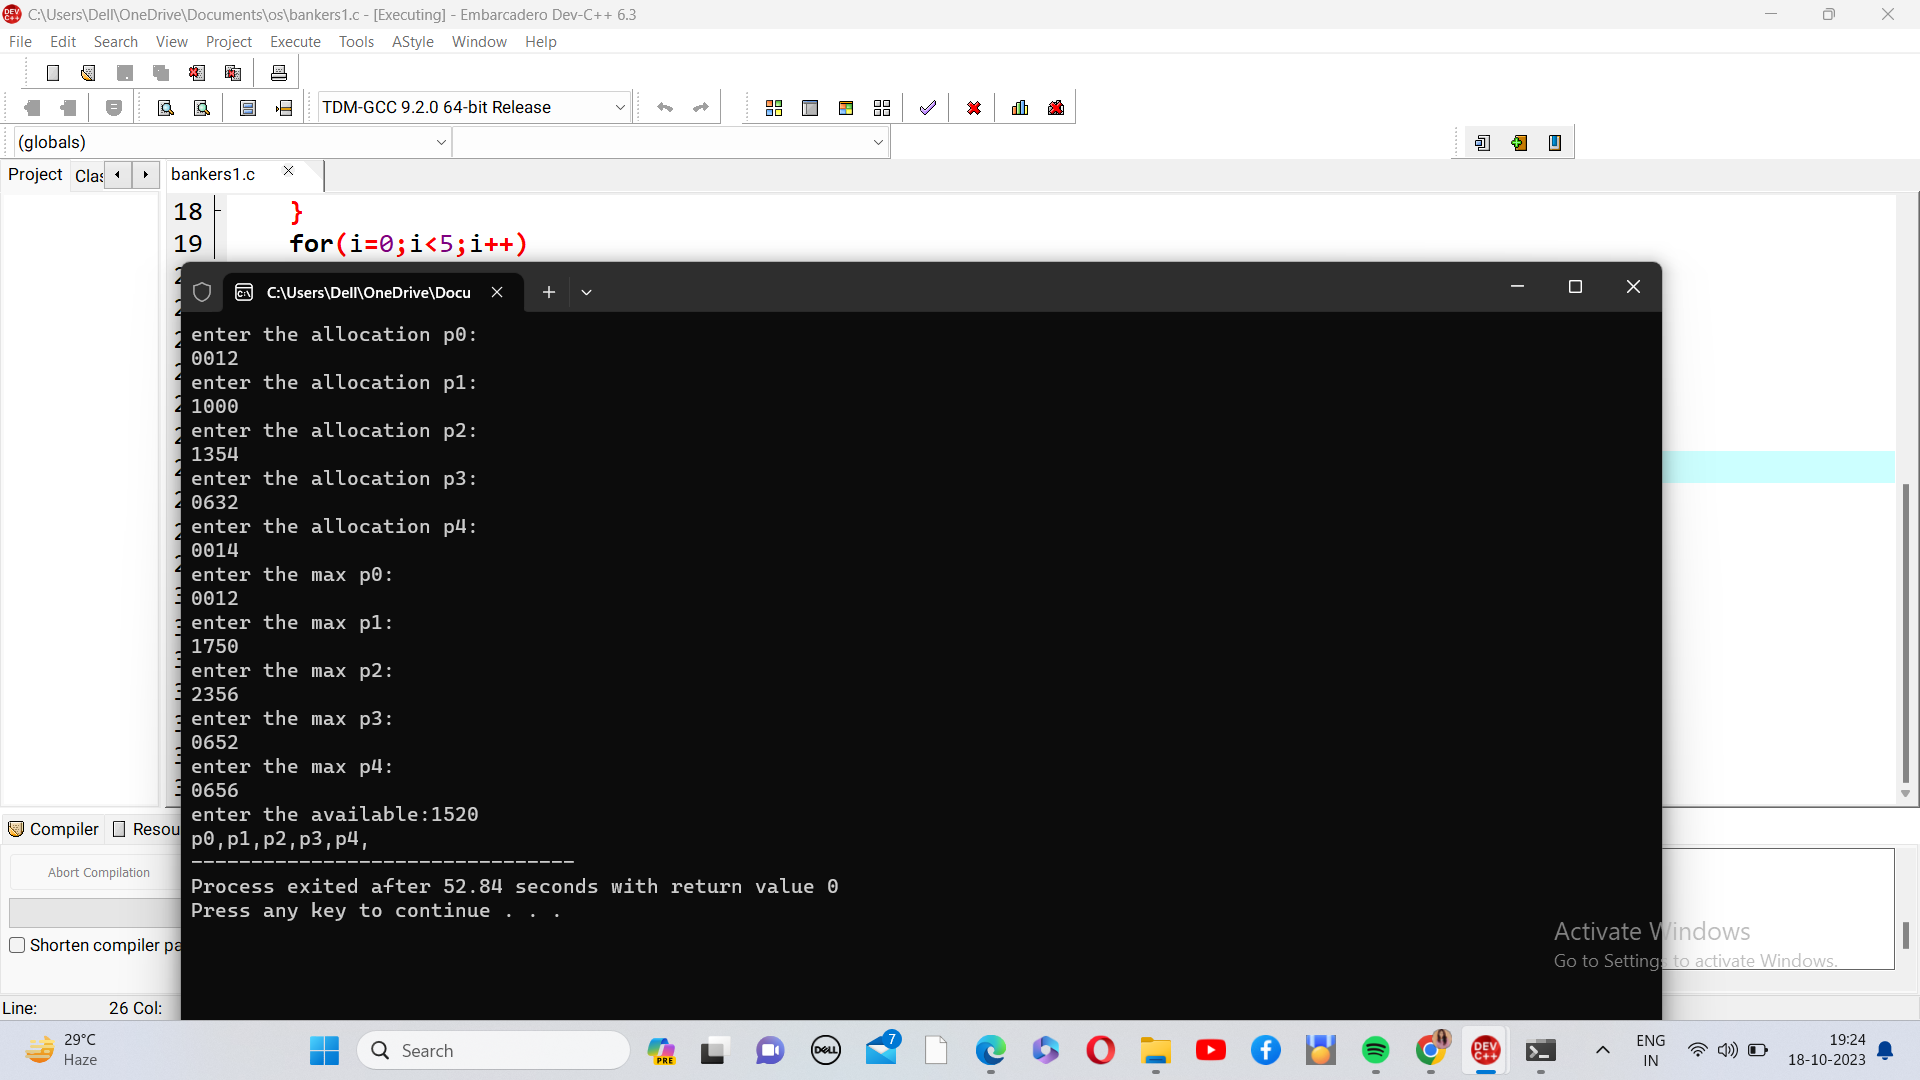 C:\Users\Dell\OneDrive\Documents\os\bankers1.c - [Executing] - Embarcadero Dev-C++ 6.3
File Edit Search View Project Execute Tools AStyle Window Help
TDM-GCC 9.2.0 64-bit Release
(globals)
Project Clas bankers1.c
18 }
19 for(i=0;i<5;i++)
C:\Users\Dell\OneDrive\Docu
enter the allocation p0:
0012
enter the allocation p1:
1000
enter the allocation p2:
1354
enter the allocation p3:
0632
enter the allocation p4:
0014
enter the max p0:
0012
enter the max p1:
1750
enter the max p2:
2356
enter the max p3:
0652
enter the max p4:
0656
enter the available:1520
p0,p1,p2,p3,p4,
--------------------------------
Process exited after 52.84 seconds with return value 0
Press any key to continue . . .
Compiler Resou
Abort Compilation
Shorten compiler pa
Activate Windows
Go to Settings to activate Windows.
Line: 26 Col:
29°C
Haze
Search
PRE
DELL
7
DEV
C++
ENG
IN
19:24
18-10-2023